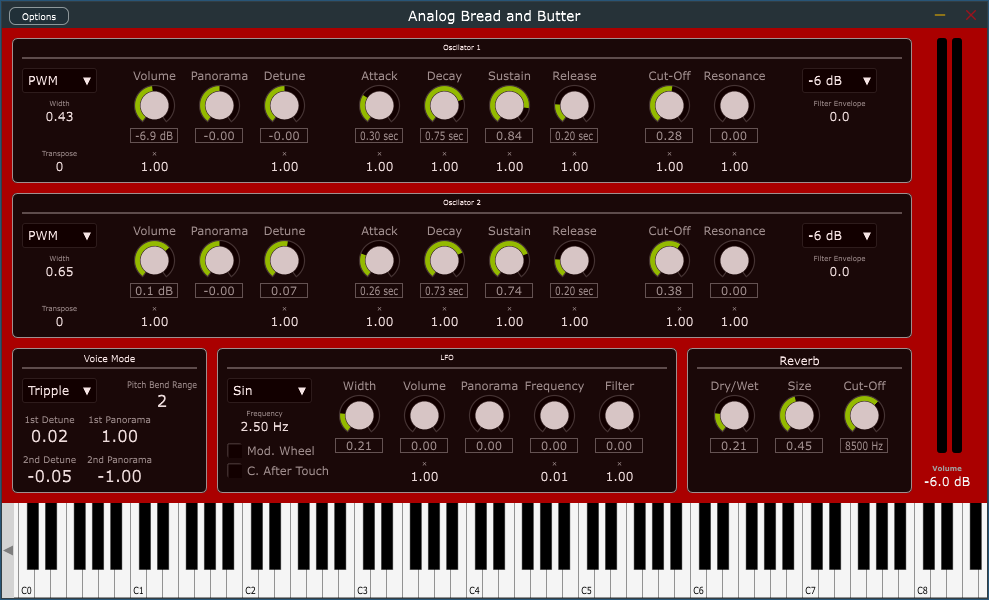 Options
Analog Bread and Butter
Oscilator 1
PWM ▼ Volume Panorama Detune Attack Decay Sustain Release Cut-Off Resonance -6 dB ▼
Width Filter Envelope
0.43 0.0
-6.9 dB -0.00 -0.00 0.30 sec 0.75 sec 0.84 0.20 sec 0.28 0.00
Transpose × × × × × × × ×
0 1.00 1.00 1.00 1.00 1.00 1.00 1.00 1.00
Oscilator 2
PWM ▼ Volume Panorama Detune Attack Decay Sustain Release Cut-Off Resonance -6 dB ▼
Width Filter Envelope
0.65 0.0
0.1 dB -0.00 0.07 0.26 sec 0.73 sec 0.74 0.20 sec 0.38 0.00
Transpose × × × × × × × ×
0 1.00 1.00 1.00 1.00 1.00 1.00 1.00 1.00
Voice Mode
Tripple ▼ Pitch Bend Range
2
1st Detune 1st Panorama
0.02 1.00
2nd Detune 2nd Panorama
-0.05 -1.00
LFO
Sin ▼ Width Volume Panorama Frequency Filter
Frequency
2.50 Hz
0.21 0.00 0.00 0.00 0.00
Mod. Wheel
C. After Touch
× × ×
1.00 0.01 1.00
Reverb
Dry/Wet Size Cut-Off
0.21 0.45 8500 Hz
Volume
-6.0 dB
C0 C1 C2 C3 C4 C5 C6 C7 C8